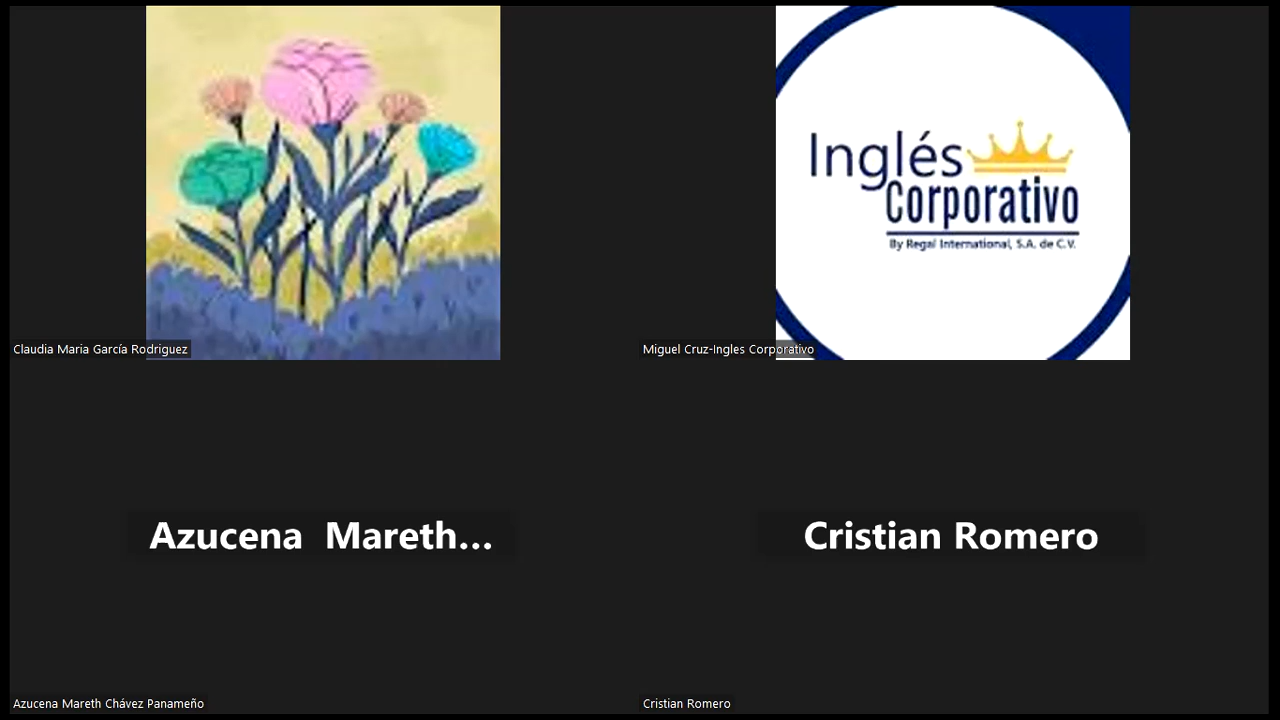 Claudia Maria García Rodriguez
Inglés
Corporativo
By Regal International, S.A. de C.V.
Miguel Cruz-Ingles Corporativo
Azucena  Mareth...
Cristian Romero
Azucena Mareth Chávez Panameño
Cristian Romero